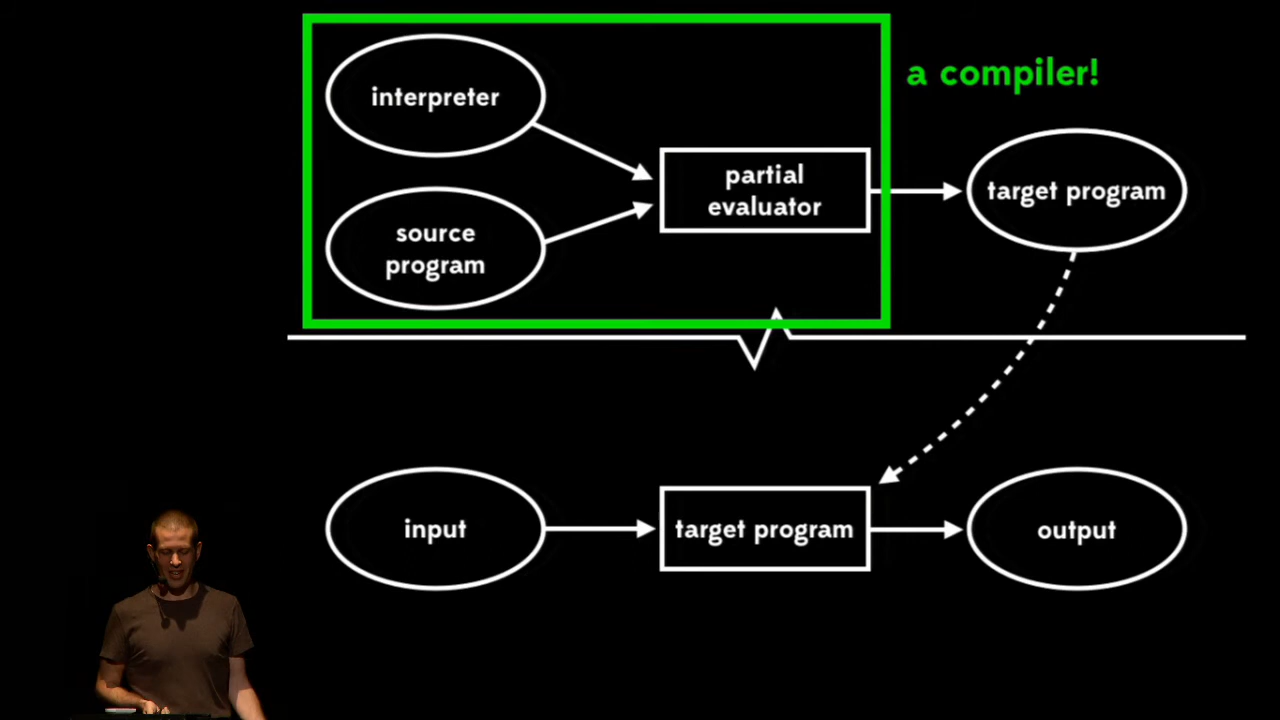 interpreter
a compiler!
source
program
partial
evaluator
target program
input
target program
output